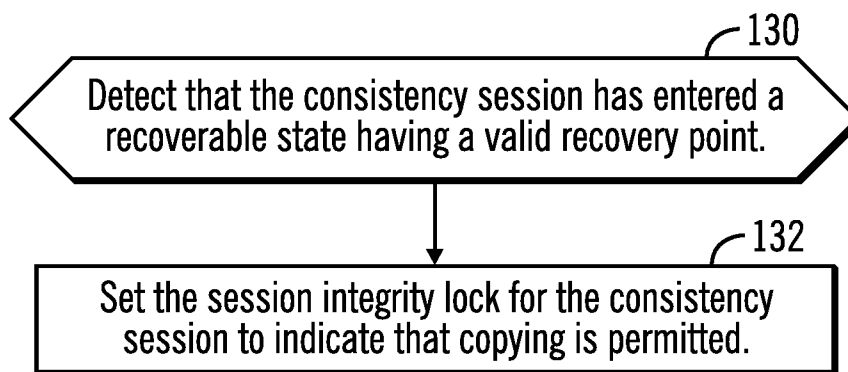 130
Detect that the consistency session has entered a
recoverable state having a valid recovery point.
132
Set the session integrity lock for the consistency
session to indicate that copying is permitted.